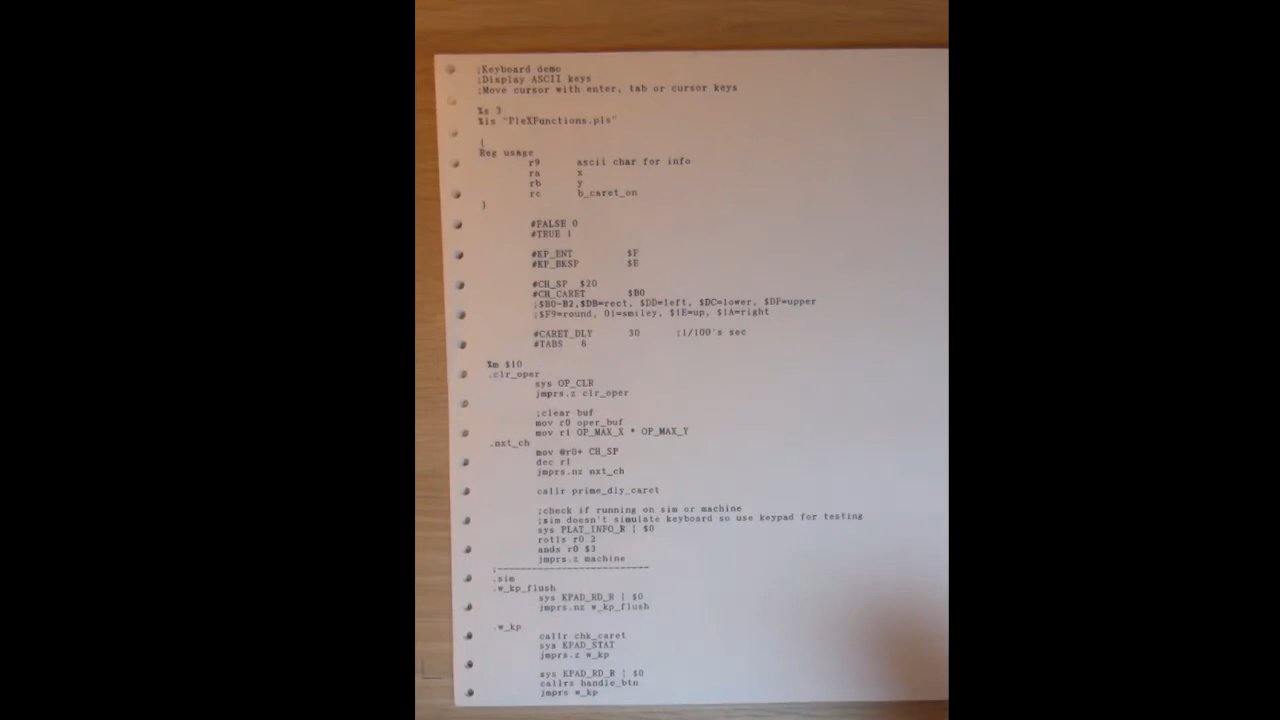 ;Keyboard demo
;Display ASCII keys
;Move cursor with enter, tab or cursor keys
%s 3
%is "PleXFunctions.pls"
{
Reg usage
r9 ascii char for info
ra x
rb y
rc b_caret_on
}
#FALSE 0
#TRUE 1
#KP_ENT $F
#KP_BKSP $E
#CH_SP $20
#CH_CARET $B0
;$B0-B2,$DB=rect, $DD=left, $DC=lower, $DF=upper
;$F9=round, 01=smiley, $1E=up, $1A=right
#CARET_DLY 30 ;1/100's sec
#TABS 6
%m $10
.clr_oper
sys OP_CLR
jmprs.z clr_oper
;clear buf
mov r0 oper_buf
mov r1 OP_MAX_X * OP_MAX_Y
.nxt_ch
mov @r0+ CH_SP
dec r1
jmprs.nz nxt_ch
callr prime_dly_caret
;check if running on sim or machine
;sim doesn't simulate keyboard so use keypad for testing
sys PLAT_INFO_R | $0
rotls r0 2
ands r0 $3
jmprs.z machine
;--------------------------
.sim
.w_kp_flush
sys KPAD_RD_R | $0
jmprs.nz w_kp_flush
.w_kp
callr chk_caret
sys KPAD_STAT
jmprs.z w_kp
sys KPAD_RD_R | $0
callrs handle_btn
jmprs w_kp